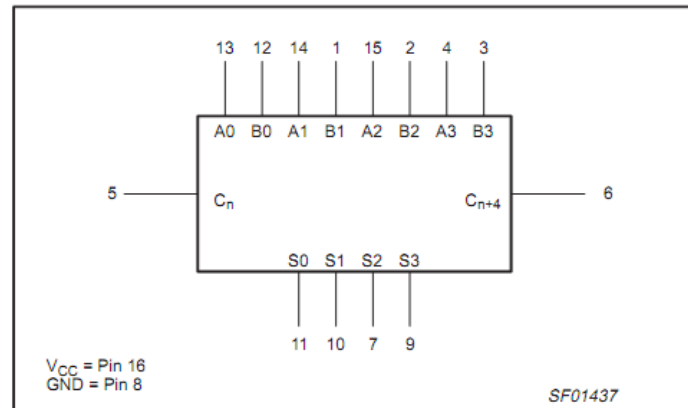 13 12 14 1 15 2 4 3
A0 B0 A1 B1 A2 B2 A3 B3
5 Cn Cn+4 6
S0 S1 S2 S3
11 10 7 9
VCC = Pin 16
GND = Pin 8
SF01437